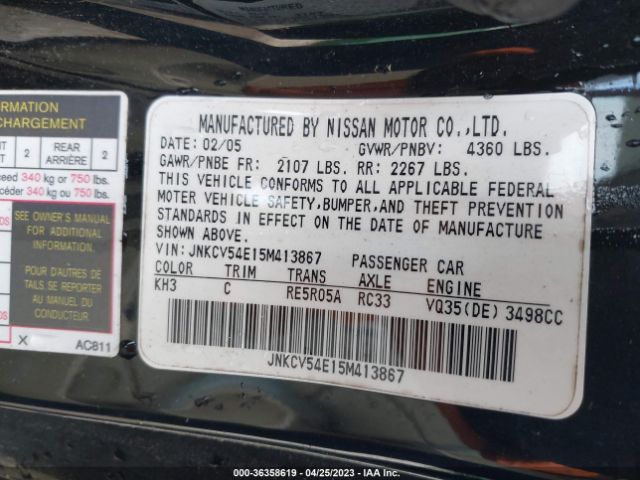 ORMATION
CHARGEMENT
2
REAR
ARRIÈRE
2
ceed 340 kg or 750 lbs.
céder 340 kg ou 750 lbs.
SEE OWNER'S
MANUAL FOR
ADDITIONAL
INFORMATION.
POUR PLUS DE
DÉTAILS, SE REPORTER
AU MANUEL DU
CONDUCTEUR.
X
AC811
MANUFACTURED BY NISSAN MOTOR CO.,LTD.
DATE: 02/05 GVWR/PNBV: 4360 LBS.
GAWR/PNBE FR: 2107 LBS. RR: 2267 LBS.
THIS VEHICLE CONFORMS TO ALL APPLICABLE FEDERAL
MOTOR VEHICLE SAFETY,BUMPER,AND THEFT PREVENTION
STANDARDS IN EFFECT ON THE DATE OF MANUFACTURE
SHOWN ABOVE.
VIN: JNKCV54E15M413867 PASSENGER CAR
COLOR TRIM TRANS AXLE ENGINE
KH3 C RE5R05A RC33 VQ35(DE) 3498CC
JNKCV54E15M413867
000-36358619 - 04/25/2023 - IAA Inc.